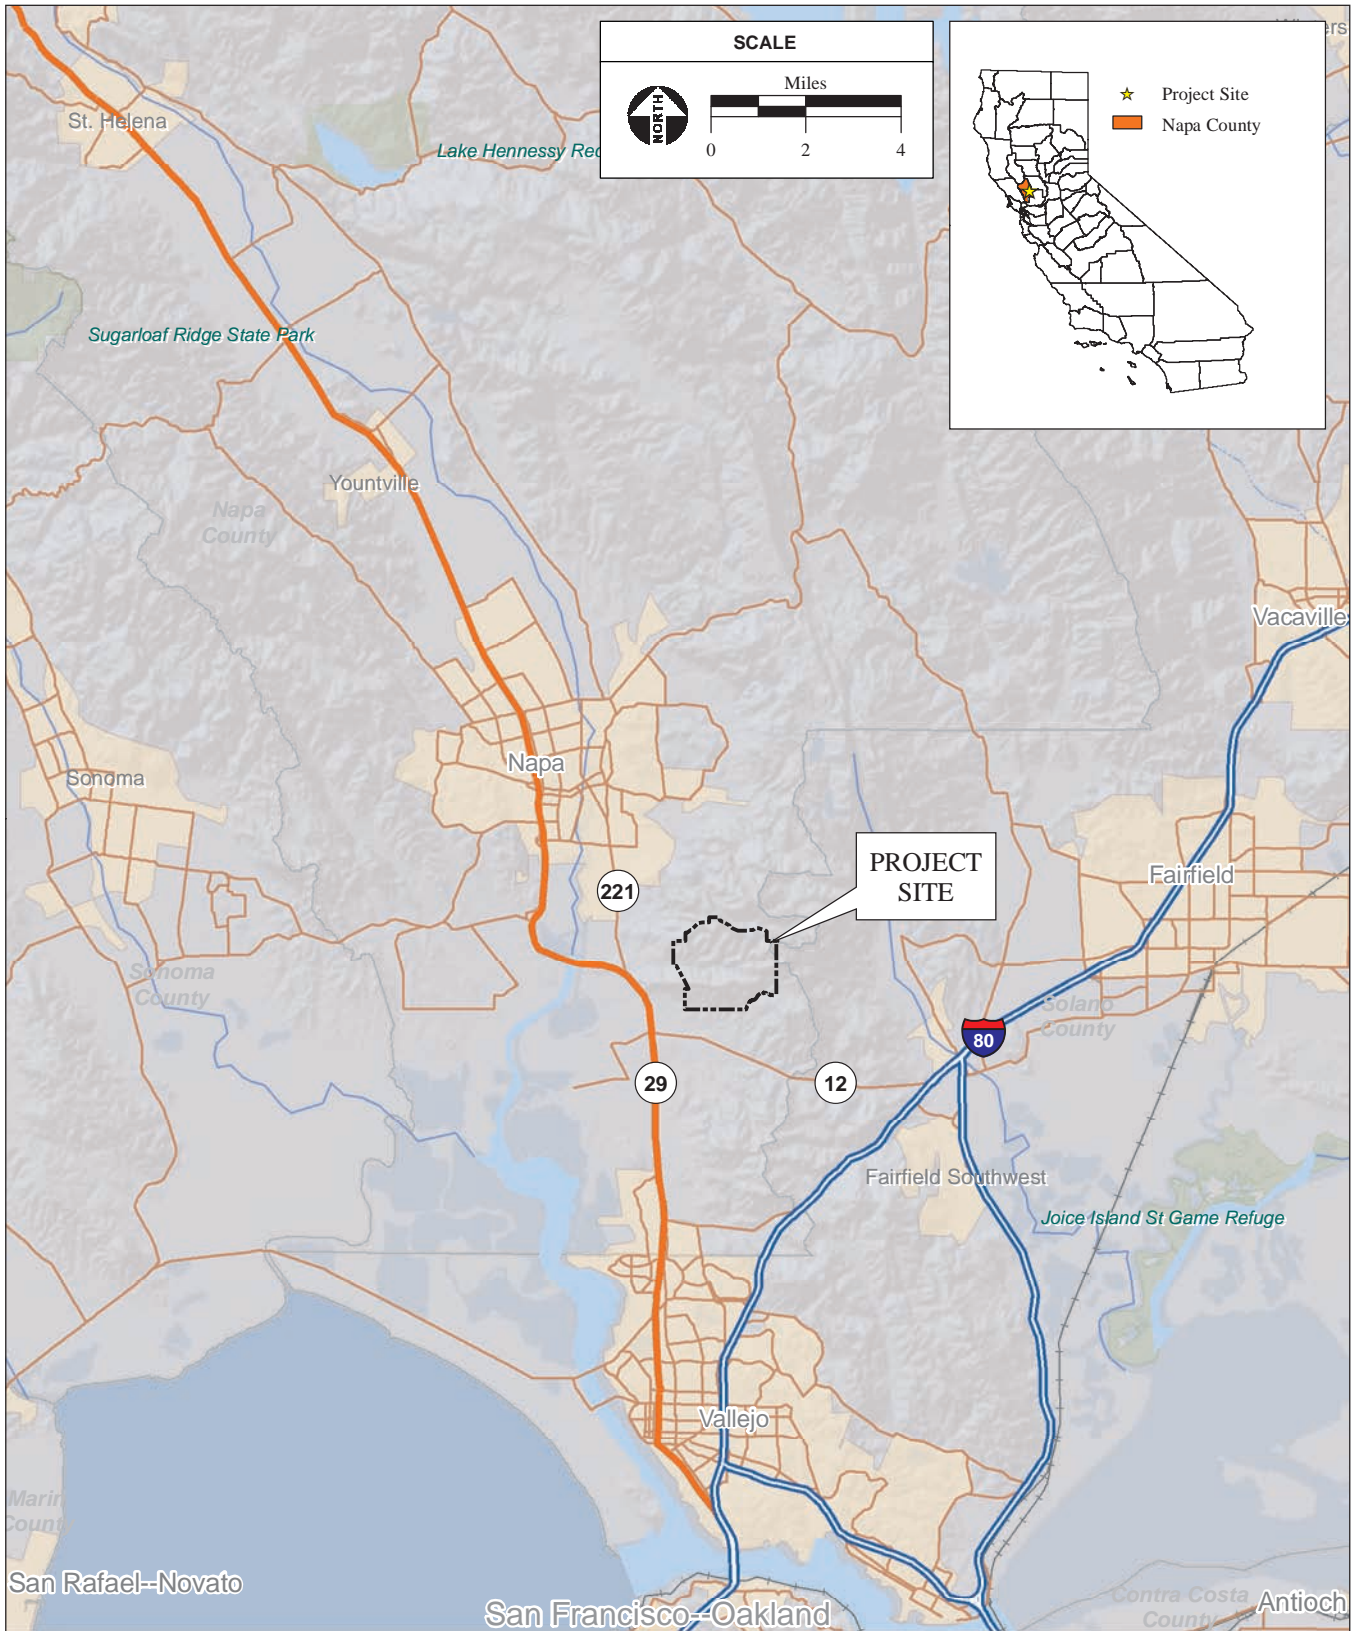 SCALE
Miles
NORTH
0 2 4
Project Site
Napa County
St. Helena
Lake Hennessy Rec
Sugarloaf Ridge State Park
Yountville
Napa
County
Vacaville
Napa
Sonoma
PROJECT
SITE
Fairfield
221
Sonoma
County
Solano
County
80
29
12
Fairfield Southwest
Joice Island St Game Refuge
Vallejo
Marin
County
San Rafael--Novato
San Francisco--Oakland
Contra Costa
County
Antioch